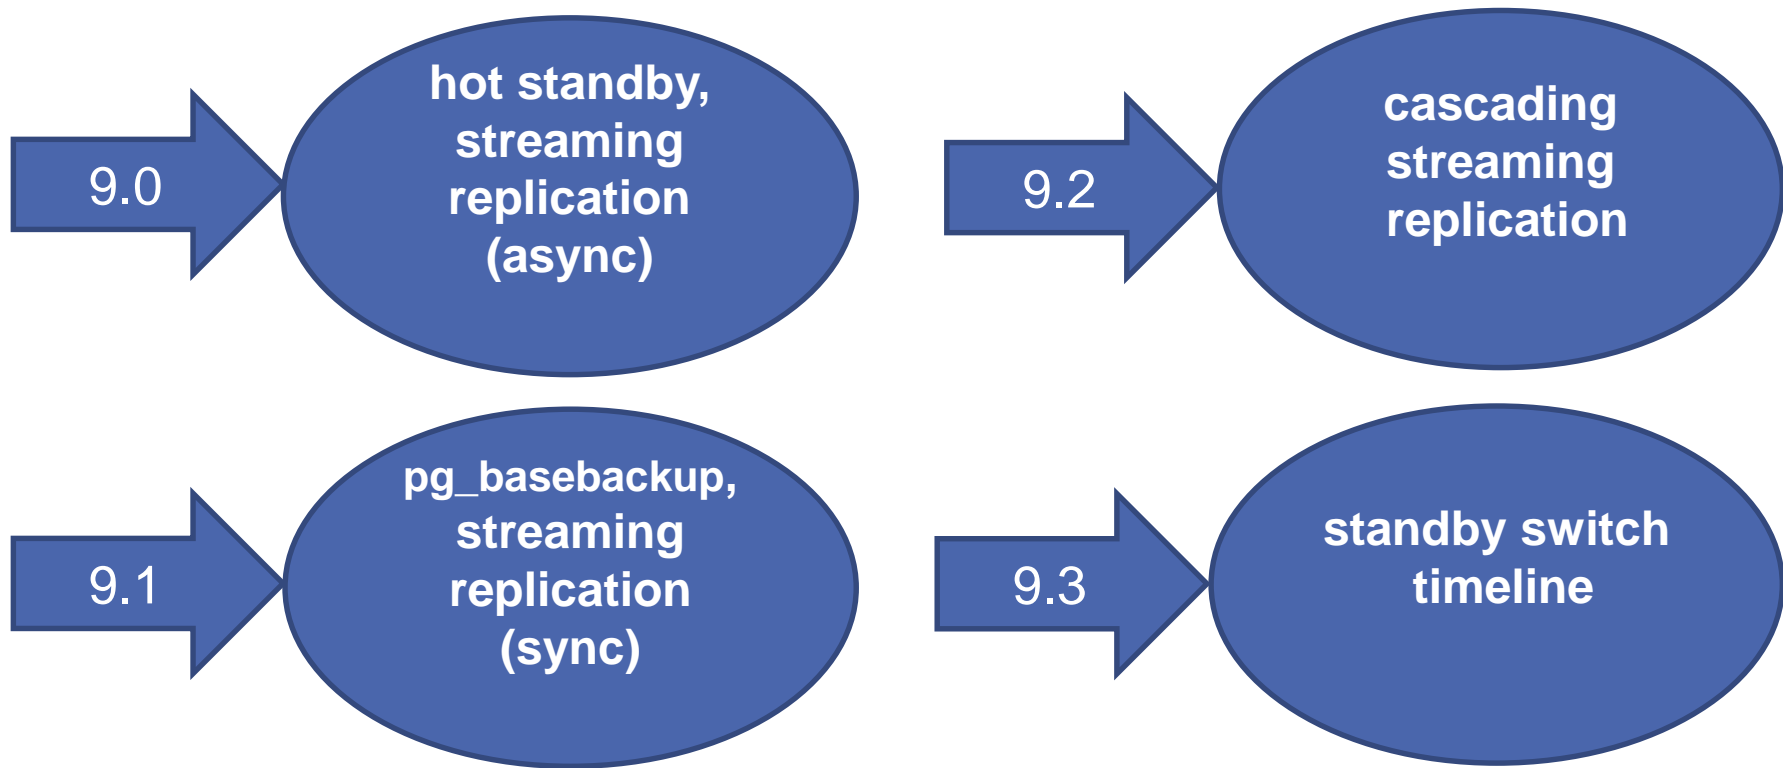 9.0
hot standby,
streaming
replication
(async)
9.2
cascading
streaming
replication
9.1
pg_basebackup,
streaming
replication
(sync)
9.3
standby switch
timeline